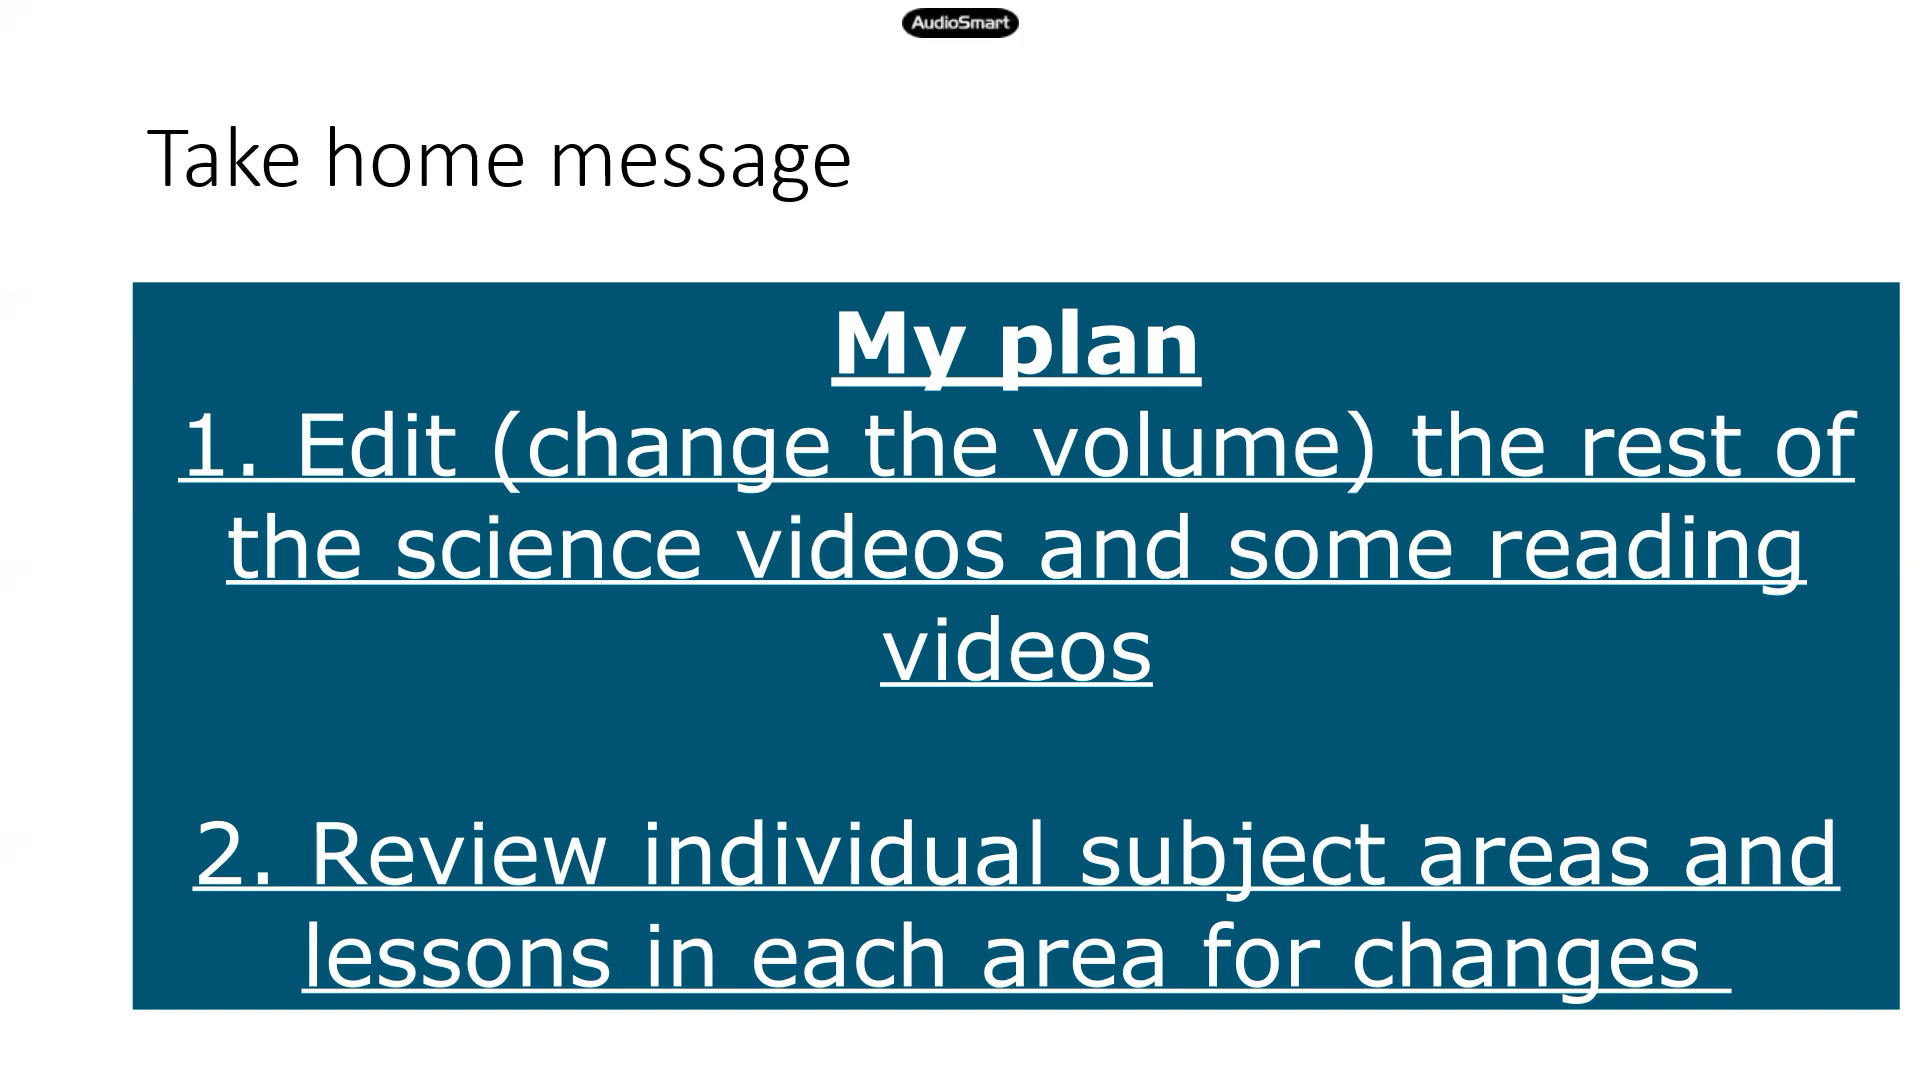 AudioSmart
Take home message
My plan
1. Edit (change the volume) the rest of
the science videos and some reading
videos
2. Review individual subject areas and
lessons in each area for changes